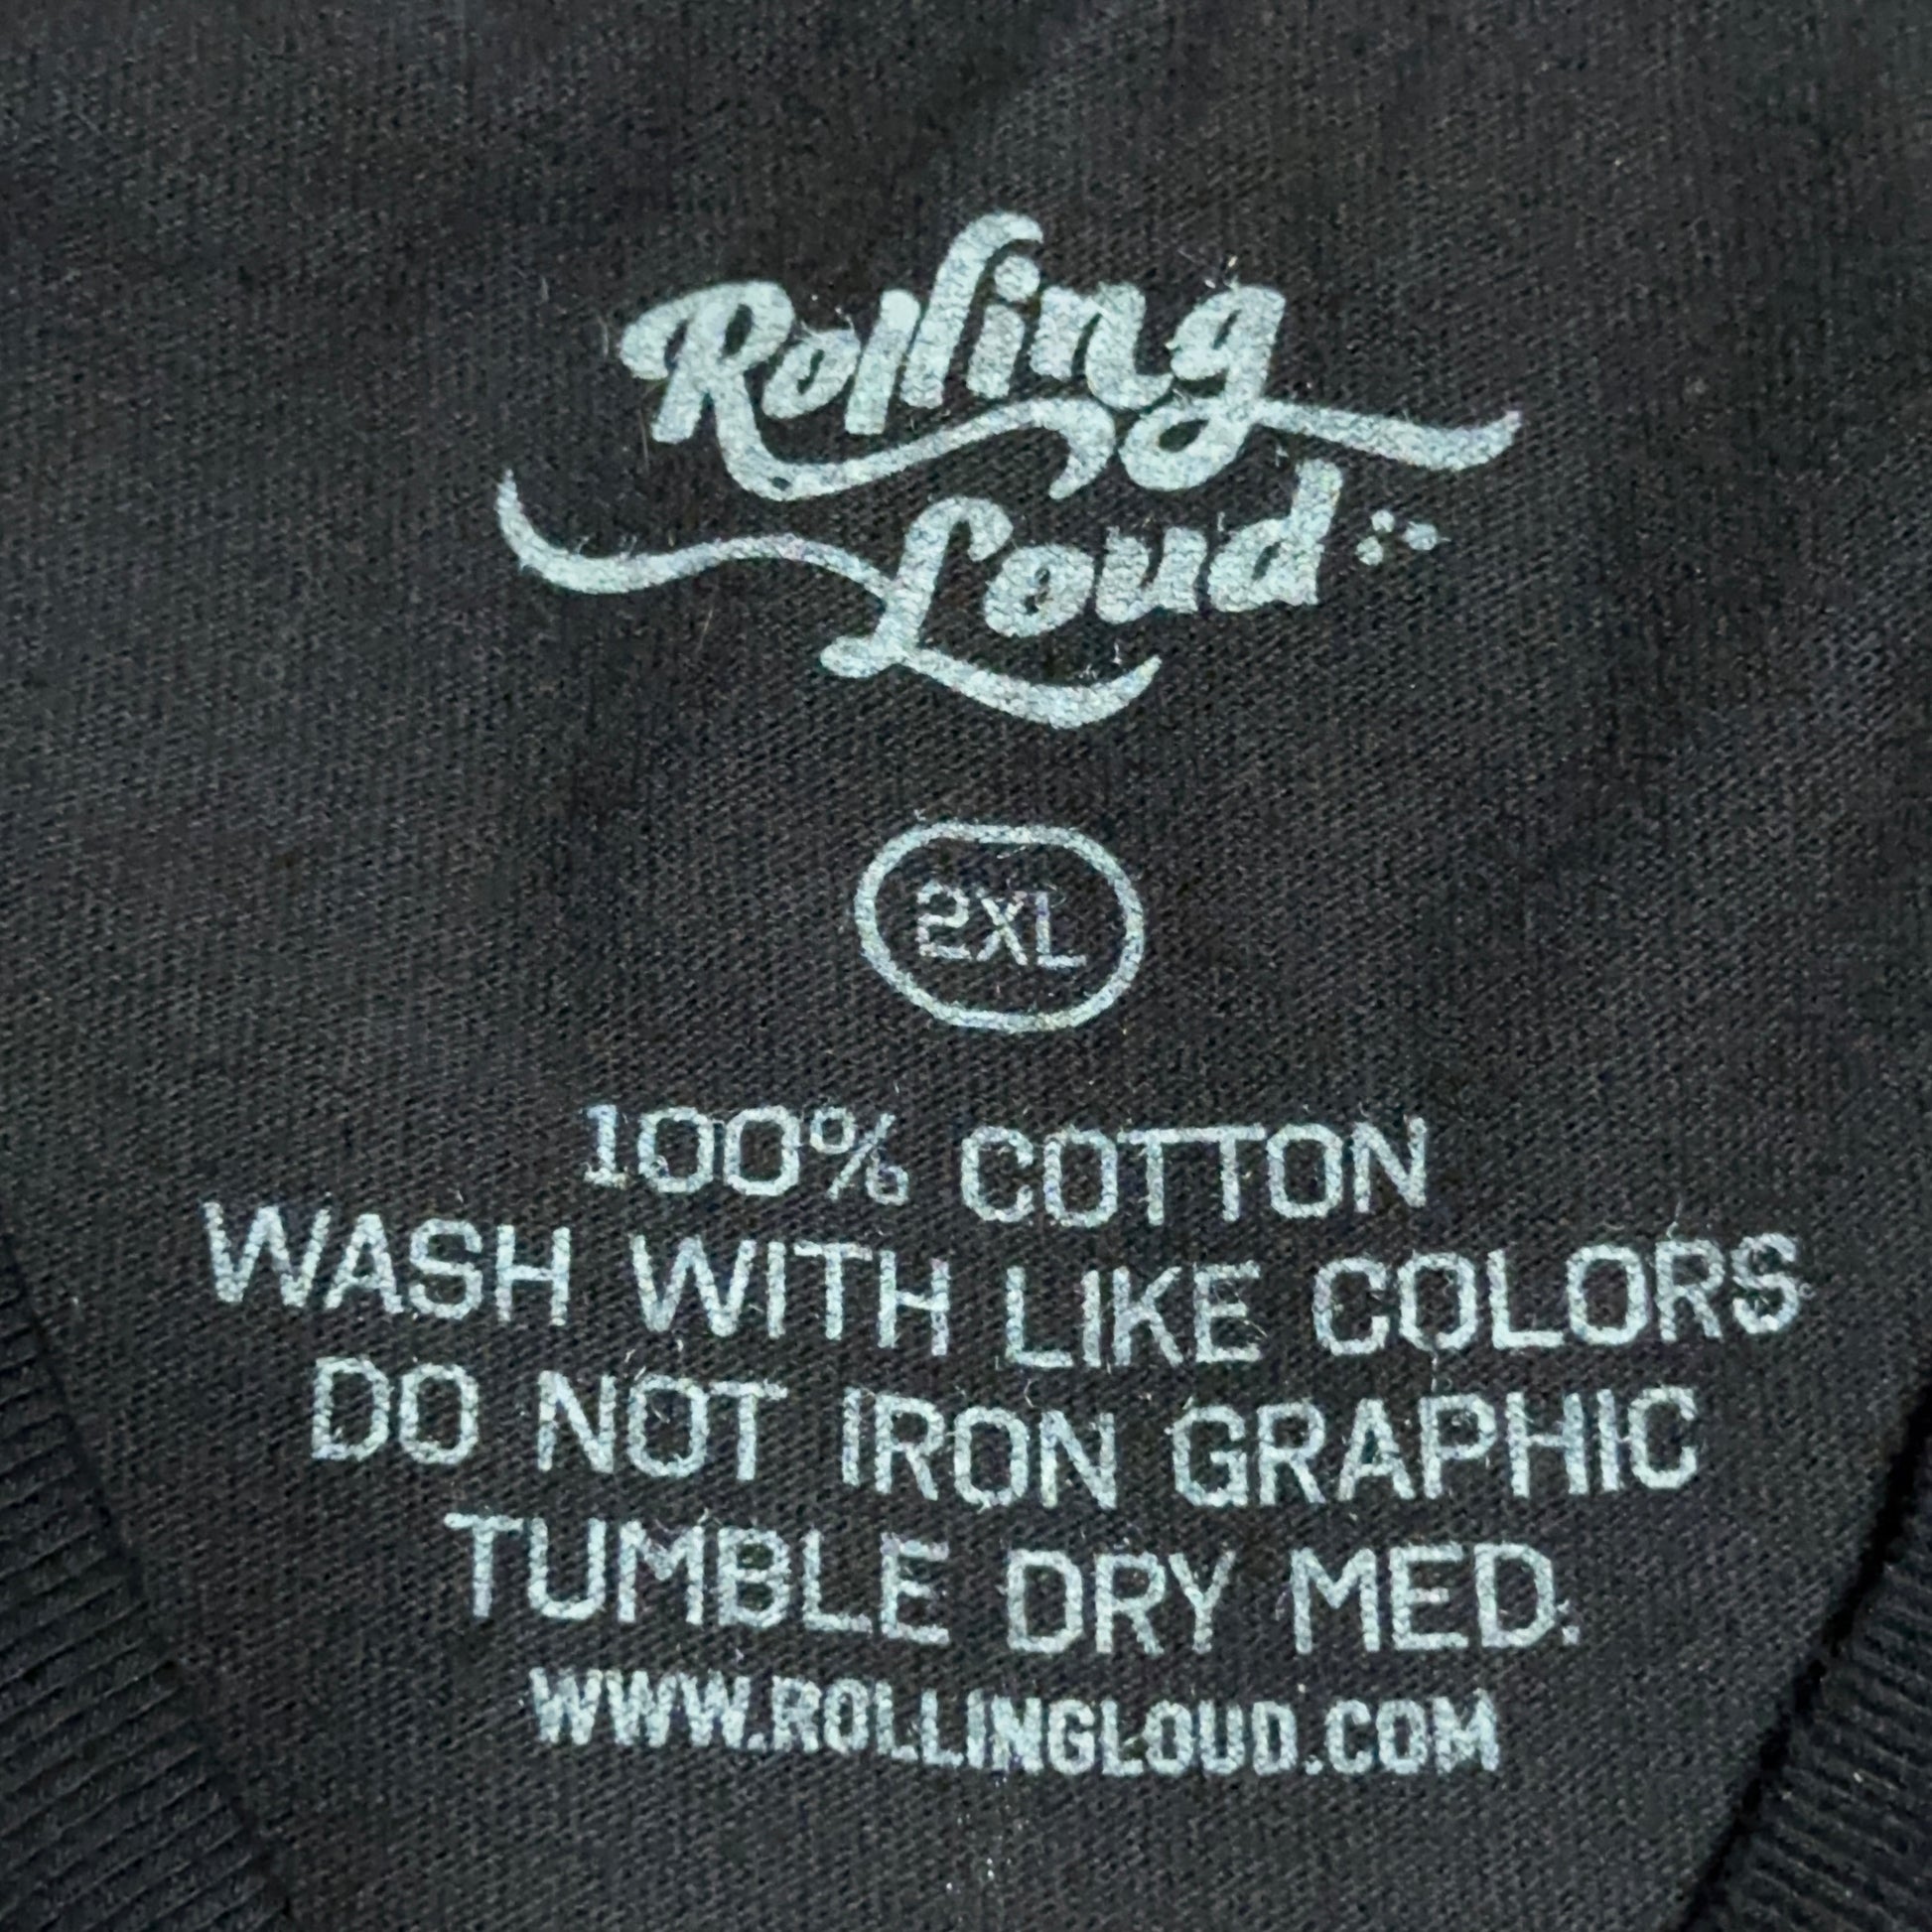 Rolling
Loud
2XL
100% COTTON
WASH WITH LIKE COLORS
DO NOT IRON GRAPHIC
TUMBLE DRY MED.
WWW.ROLLINGLOUD.COM